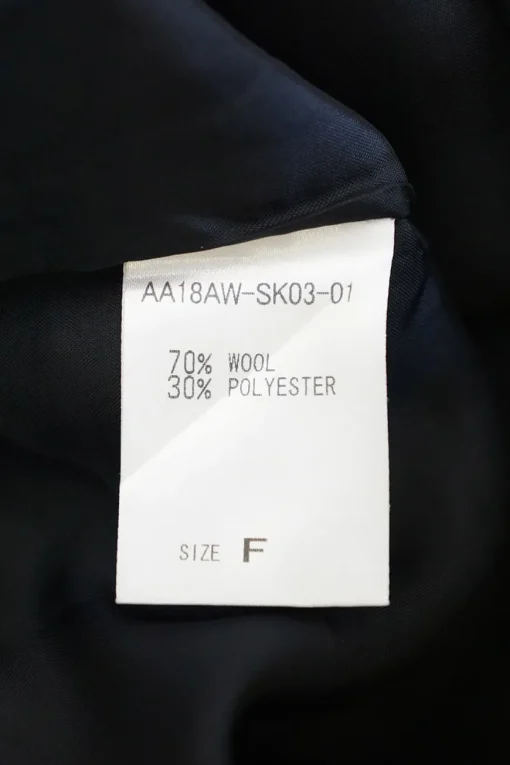 AA18AW-SK03-01
70% WOOL
30% POLYESTER
SIZE F